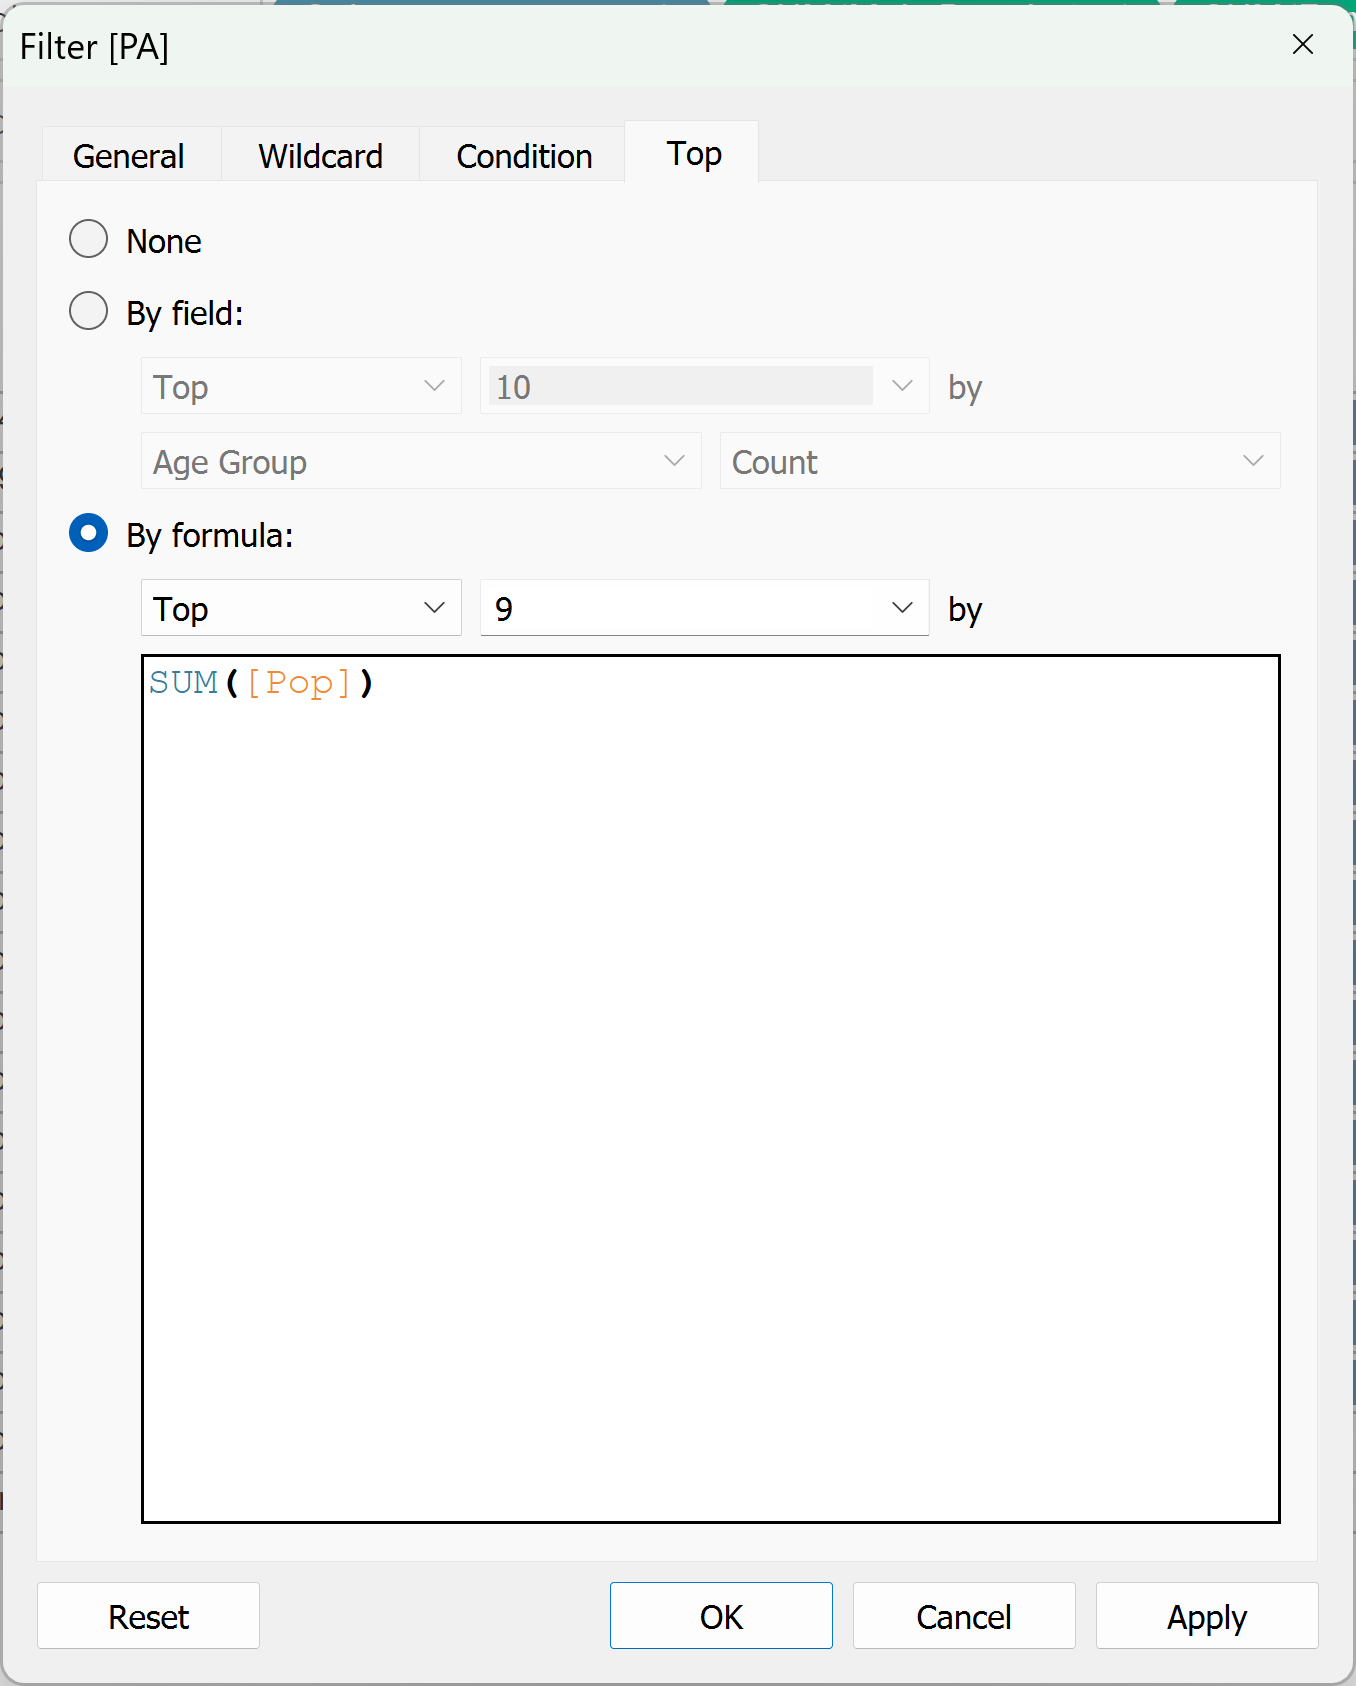 Filter [PA]
General Wildcard Condition Top
None
By field:
Top 10 by
Age Group Count
By formula:
Top 9 by
SUM([Pop])
Reset OK Cancel Apply